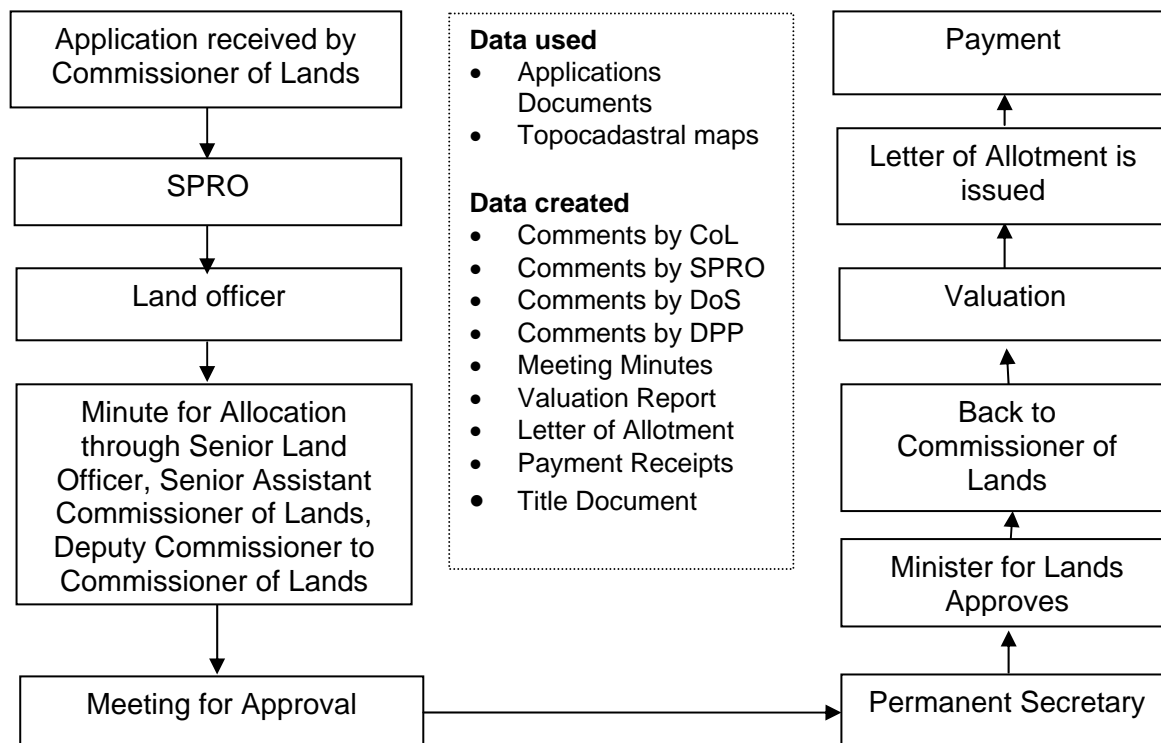 Application received by
Commissioner of Lands
SPRO
Land officer
Minute for Allocation
through Senior Land
Officer, Senior Assistant
Commissioner of Lands,
Deputy Commissioner to
Commissioner of Lands
Meeting for Approval
Data used
• Applications
Documents
• Topocadastral maps
Data created
• Comments by CoL
• Comments by SPRO
• Comments by DoS
• Comments by DPP
• Meeting Minutes
• Valuation Report
• Letter of Allotment
• Payment Receipts
• Title Document
Payment
Letter of Allotment is
issued
Valuation
Back to
Commissioner of
Lands
Minister for Lands
Approves
Permanent Secretary